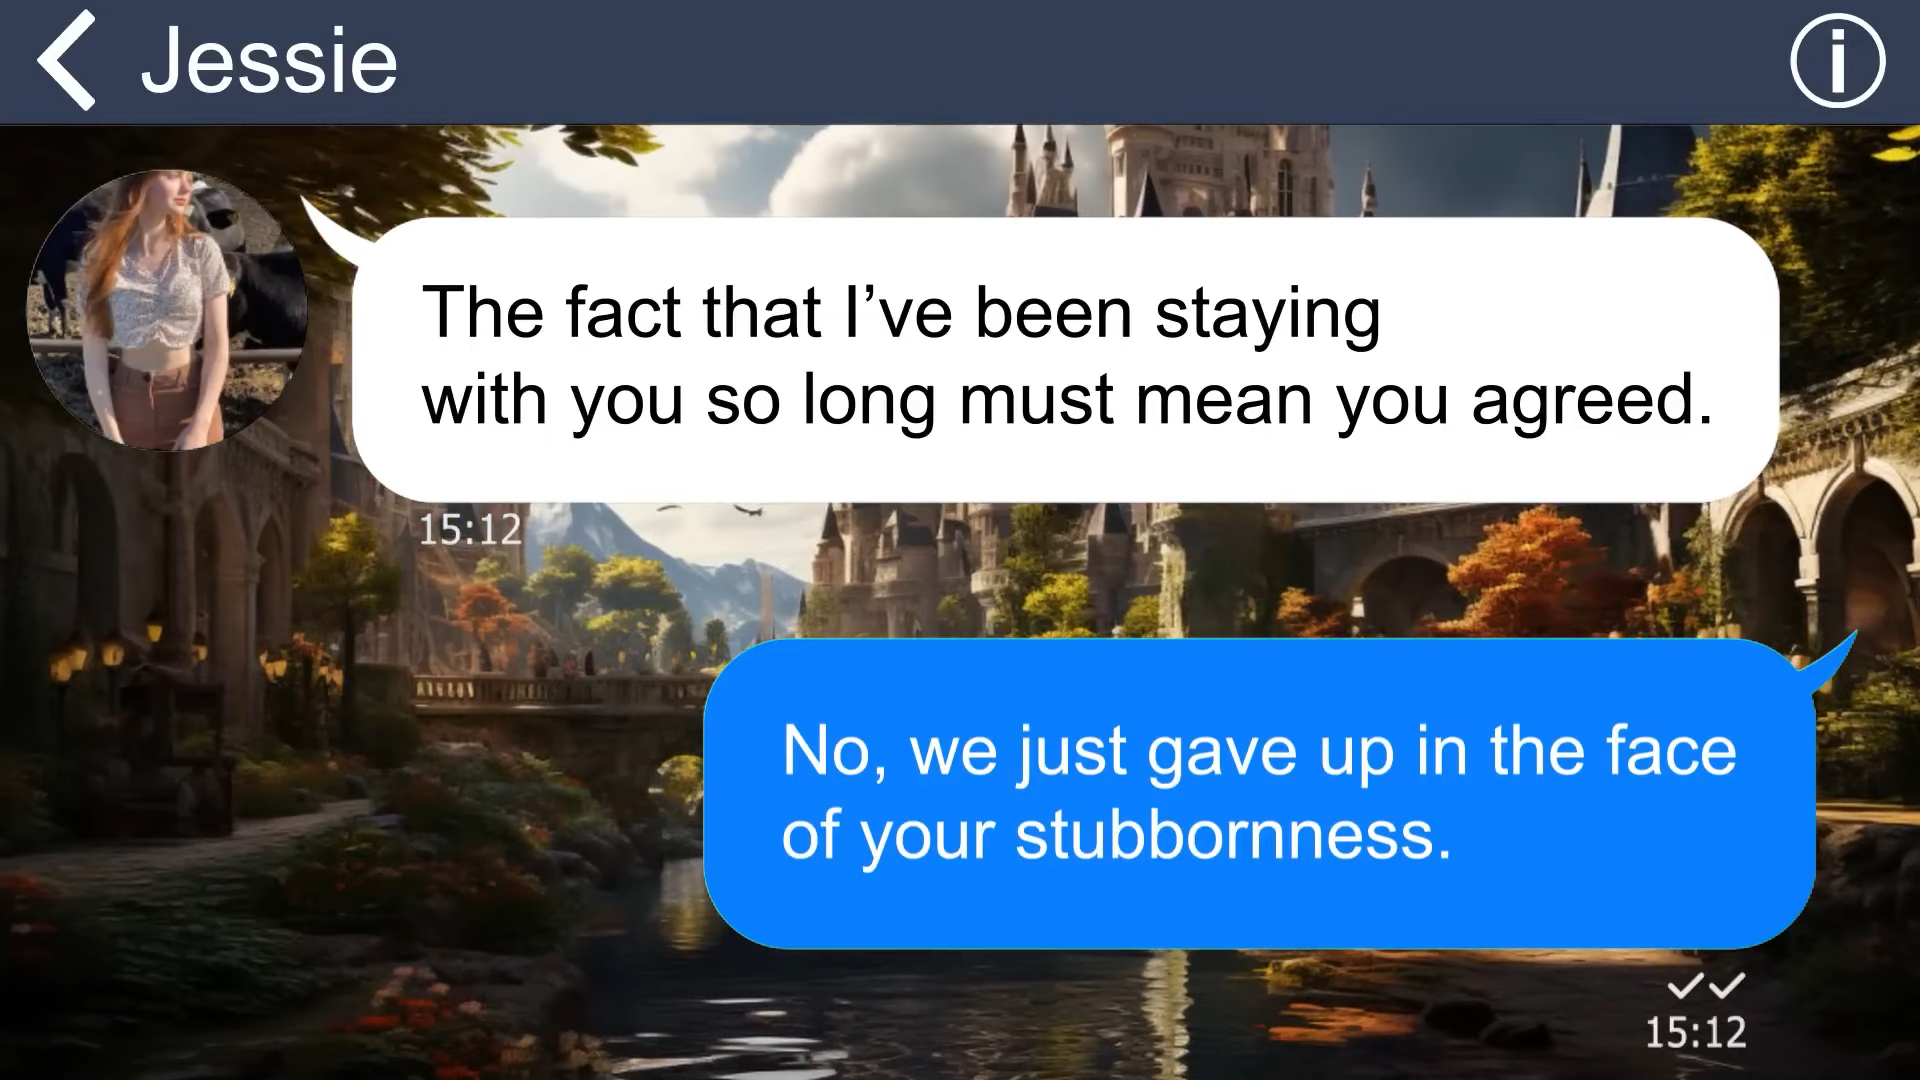 Jessie
The fact that I’ve been staying
with you so long must mean you agreed.
15:12
No, we just gave up in the face
of your stubbornness.
15:12